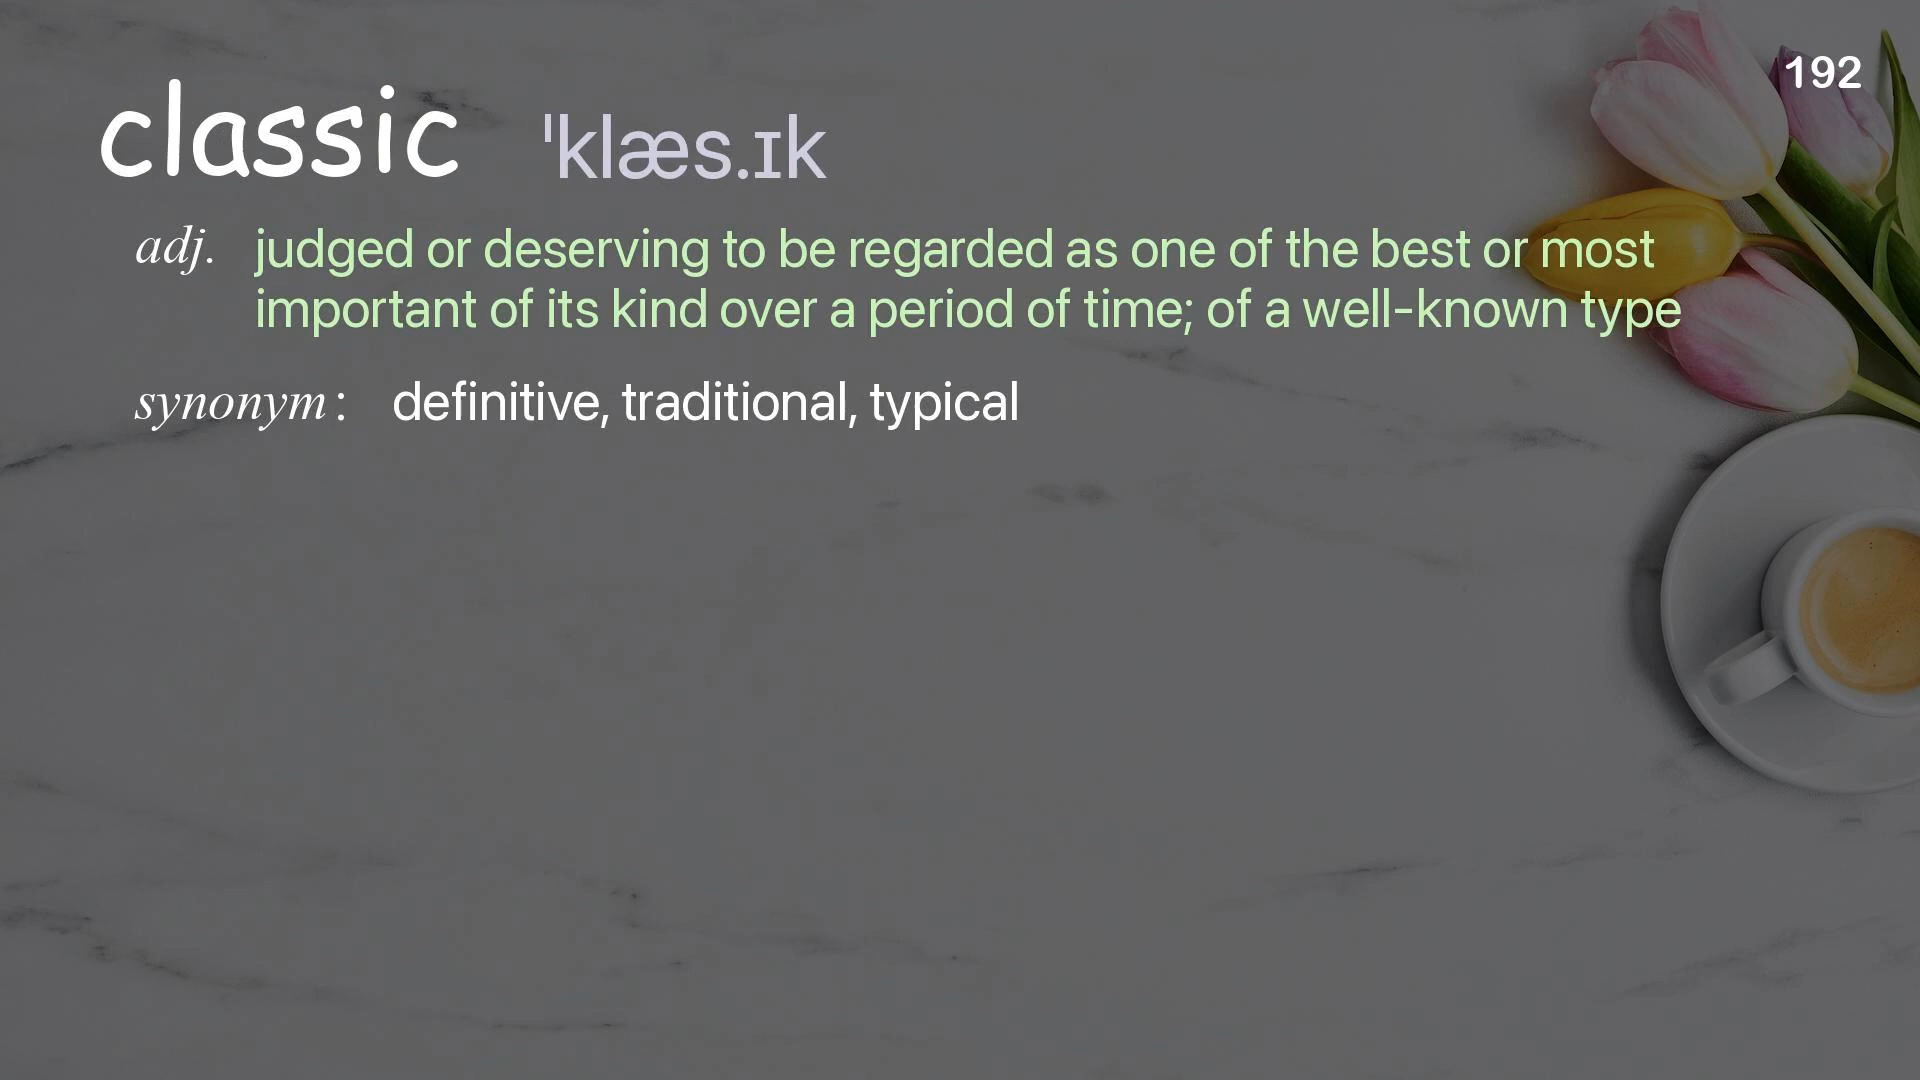 192
classic ˈklæs.ɪk
adj. judged or deserving to be regarded as one of the best or most
important of its kind over a period of time; of a well-known type
synonym : definitive, traditional, typical